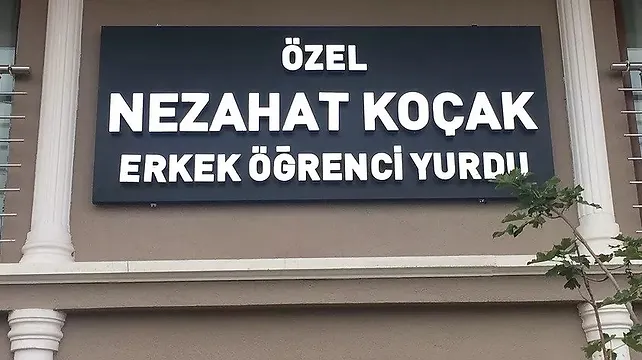 ÖZEL
NEZAHAT KOÇAK
ERKEK ÖĞRENCİ YURDU